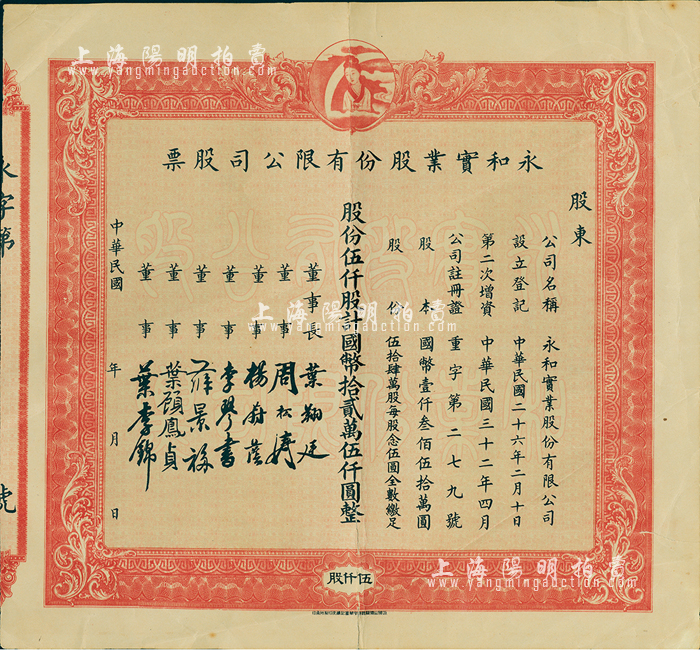 上海陽明拍賣
www.yangmingauction.com
永和實業股份有限公司股票
股東
公司名稱 永和實業股份有限公司
設立登記 中華民國二十六年二月十日
第二次增資 中華民國三十二年四月
公司註冊證 重字第二七九號
股本 國幣壹仟叁佰伍拾萬圓
股份 伍拾肆萬股每股念伍圓全數繳足
股份伍仟股計國幣拾貳萬伍仟圓整
董事長 葉翔廷
董事 周松
董事 楊
董事 李琴書
董事 薛景
董事 葉顧鳳貞
董事 葉李錦
中華民國 年 月 日
永字第 號
伍仟股
上海陽明拍賣
www.yangmingauction.com
上海陽明拍賣
www.yangmingauction.com